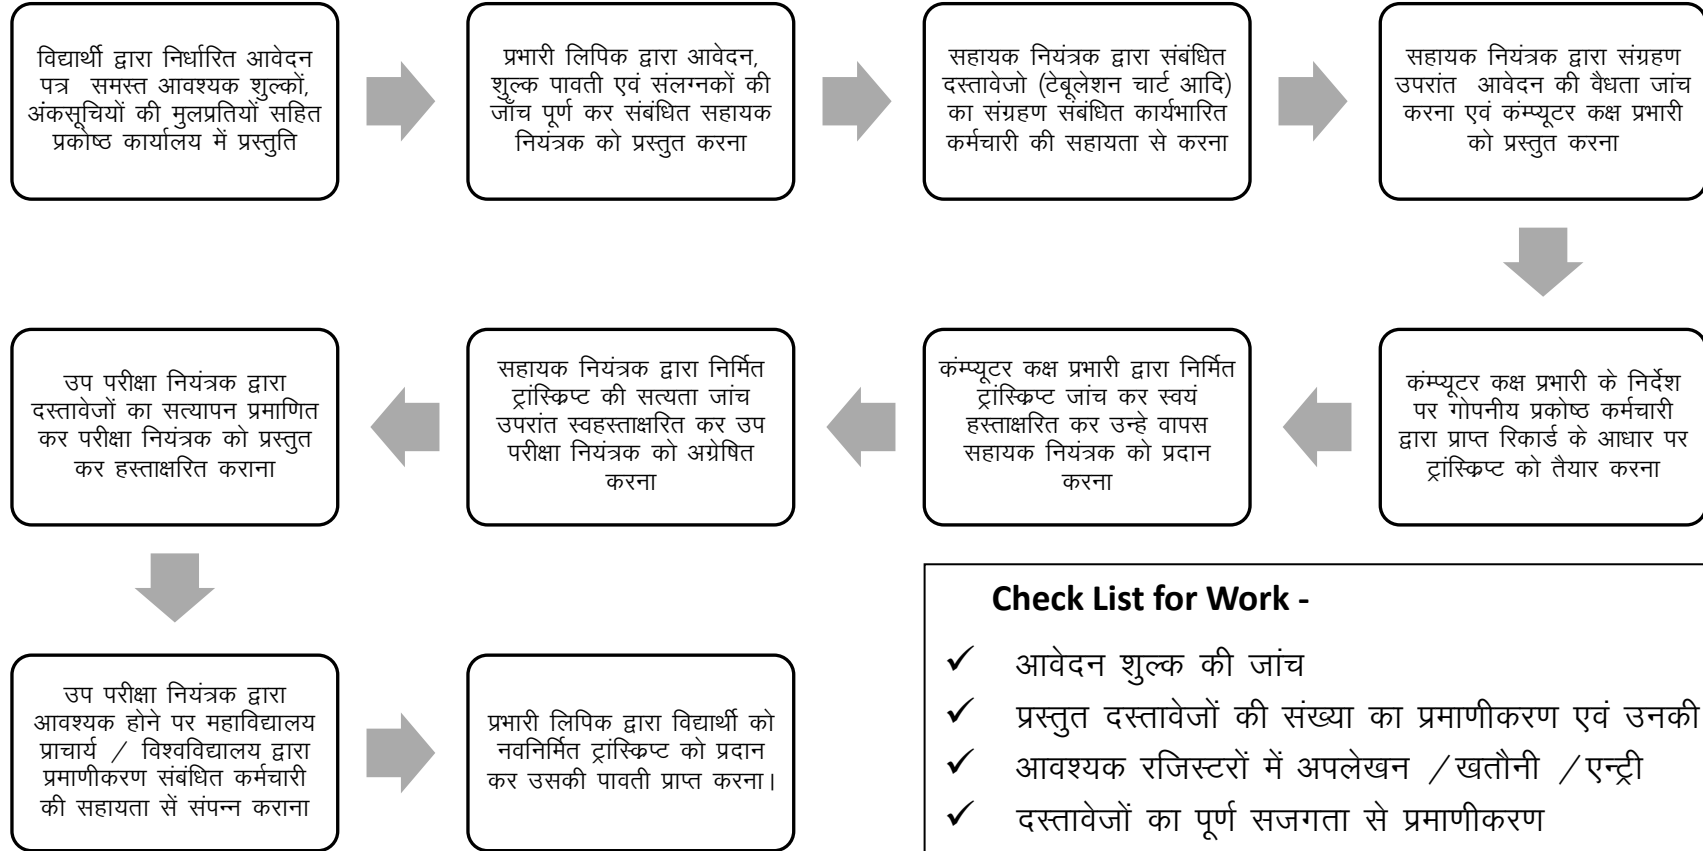 विद्यार्थी द्वारा निर्धारित आवेदन
पत्र समस्त आवश्यक शुल्कों,
अंकसूचियों की मुलप्रतियों सहित
प्रकोष्ठ कार्यालय में प्रस्तुति
प्रभारी लिपिक द्वारा आवेदन,
शुल्क पावती एवं संलग्नकों की
जॉच पूर्ण कर संबंधित सहायक
नियंत्रक को प्रस्तुत करना
सहायक नियंत्रक द्वारा संबंधित
दस्तावेजो (टेबूलेशन चार्ट आदि)
का संग्रहण संबंधित कार्यभारित
कर्मचारी की सहायता से करना
सहायक नियंत्रक द्वारा संग्रहण
उपरांत आवेदन की वैधता जांच
करना एवं कंम्प्यूटर कक्ष प्रभारी
को प्रस्तुत करना
कंम्प्यूटर कक्ष प्रभारी के निर्देश
पर गोपनीय प्रकोष्ठ कर्मचारी
द्वारा प्राप्त रिकार्ड के आधार पर
ट्रांस्क्रिप्ट को तैयार करना
कंम्प्यूटर कक्ष प्रभारी द्वारा निर्मित
ट्रांस्क्रिप्ट जांच कर स्वयं
हस्ताक्षरित कर उन्हे वापस
सहायक नियंत्रक को प्रदान
करना
सहायक नियंत्रक द्वारा निर्मित
ट्रांस्क्रिप्ट की सत्यता जांच
उपरांत स्वहस्ताक्षरित कर उप
परीक्षा नियंत्रक को अग्रेषित
करना
उप परीक्षा नियंत्रक द्वारा
दस्तावेजों का सत्यापन प्रमाणित
कर परीक्षा नियंत्रक को प्रस्तुत
कर हस्ताक्षरित कराना
उप परीक्षा नियंत्रक द्वारा
आवश्यक होने पर महाविद्यालय
प्राचार्य / विश्वविद्यालय द्वारा
प्रमाणीकरण संबंधित कर्मचारी
की सहायता सें संपन्न कराना
प्रभारी लिपिक द्वारा विद्यार्थी को
नवनिर्मित ट्रांस्क्रिप्ट को प्रदान
कर उसकी पावती प्राप्त करना।
Check List for Work -
✓ आवेदन शुल्क की जांच
✓ प्रस्तुत दस्तावेजों की संख्या का प्रमाणीकरण एवं उनकी
✓ आवश्यक रजिस्टरों में अपलेखन /खतौनी /एन्ट्री
✓ दस्तावेजों का पूर्ण सजगता से प्रमाणीकरण